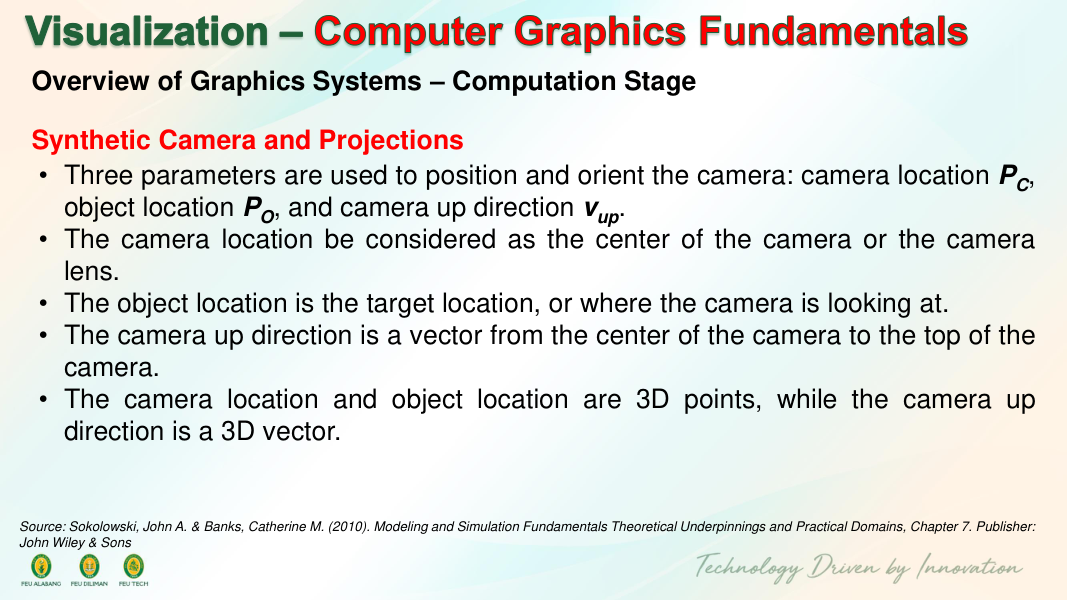 Visualization – Computer Graphics Fundamentals
Overview of Graphics Systems – Computation Stage
Synthetic Camera and Projections
• Three parameters are used to position and orient the camera: camera location P_C,
object location P_O, and camera up direction v_up.
• The camera location be considered as the center of the camera or the camera
lens.
• The object location is the target location, or where the camera is looking at.
• The camera up direction is a vector from the center of the camera to the top of the
camera.
• The camera location and object location are 3D points, while the camera up
direction is a 3D vector.
Source: Sokolowski, John A. & Banks, Catherine M. (2010). Modeling and Simulation Fundamentals Theoretical Underpinnings and Practical Domains, Chapter 7. Publisher:
John Wiley & Sons
FEU ALABANG FEU DILIMAN FEU TECH
Technology Driven by Innovation